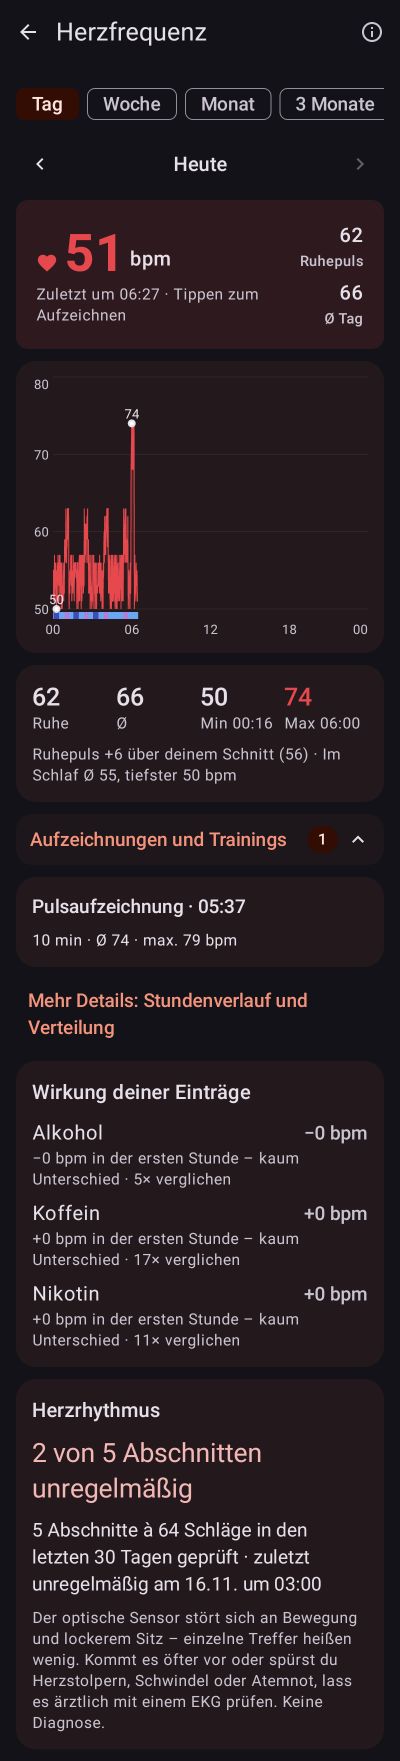 Herzfrequenz
Tag
Woche
Monat
3 Monate
Heute
51 bpm
Zuletzt um 06:27 · Tippen zum
Aufzeichnen
62
Ruhepuls
66
Ø Tag
80
70
60
50
74
50
00
06
12
18
00
62
Ruhe
66
Ø
50
Min 00:16
74
Max 06:00
Ruhepuls +6 über deinem Schnitt (56) · Im
Schlaf Ø 55, tiefster 50 bpm
Aufzeichnungen und Trainings
1
Pulsaufzeichnung · 05:37
10 min · Ø 74 · max. 79 bpm
Mehr Details: Stundenverlauf und
Verteilung
Wirkung deiner Einträge
Alkohol
−0 bpm
−0 bpm in der ersten Stunde – kaum
Unterschied · 5× verglichen
Koffein
+0 bpm
+0 bpm in der ersten Stunde – kaum
Unterschied · 17× verglichen
Nikotin
+0 bpm
+0 bpm in der ersten Stunde – kaum
Unterschied · 11× verglichen
Herzrhythmus
2 von 5 Abschnitten
unregelmäßig
5 Abschnitte à 64 Schläge in den
letzten 30 Tagen geprüft · zuletzt
unregelmäßig am 16.11. um 03:00
Der optische Sensor stört sich an Bewegung
und lockerem Sitz – einzelne Treffer heißen
wenig. Kommt es öfter vor oder spürst du
Herzstolpern, Schwindel oder Atemnot, lass
es ärztlich mit einem EKG prüfen. Keine
Diagnose.